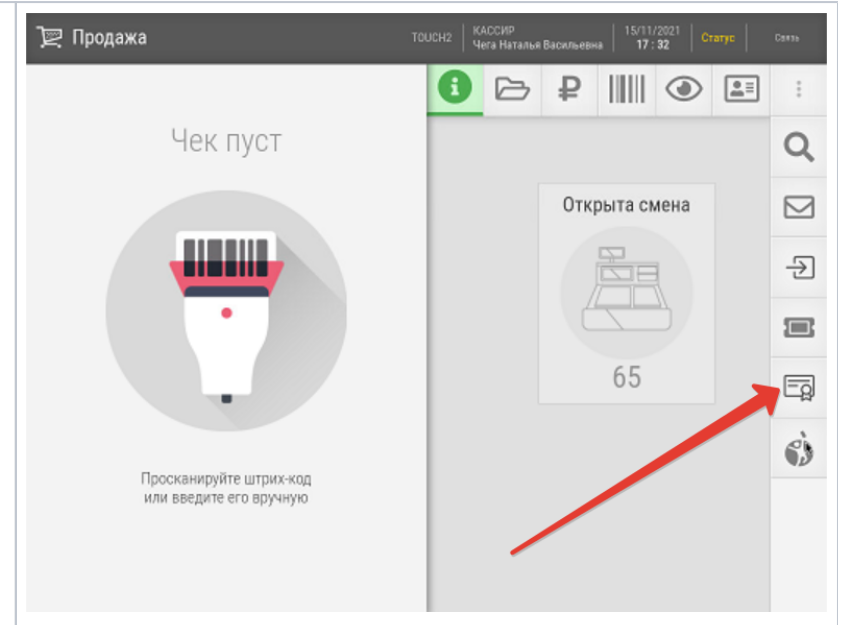 Продажа
TOUCH2
КАССИР
Чега Наталья Васильевна
15/11/2021
17 : 32
Статус
Связь
Чек пуст
Открыта смена
65
Просканируйте штрих-код
или введите его вручную